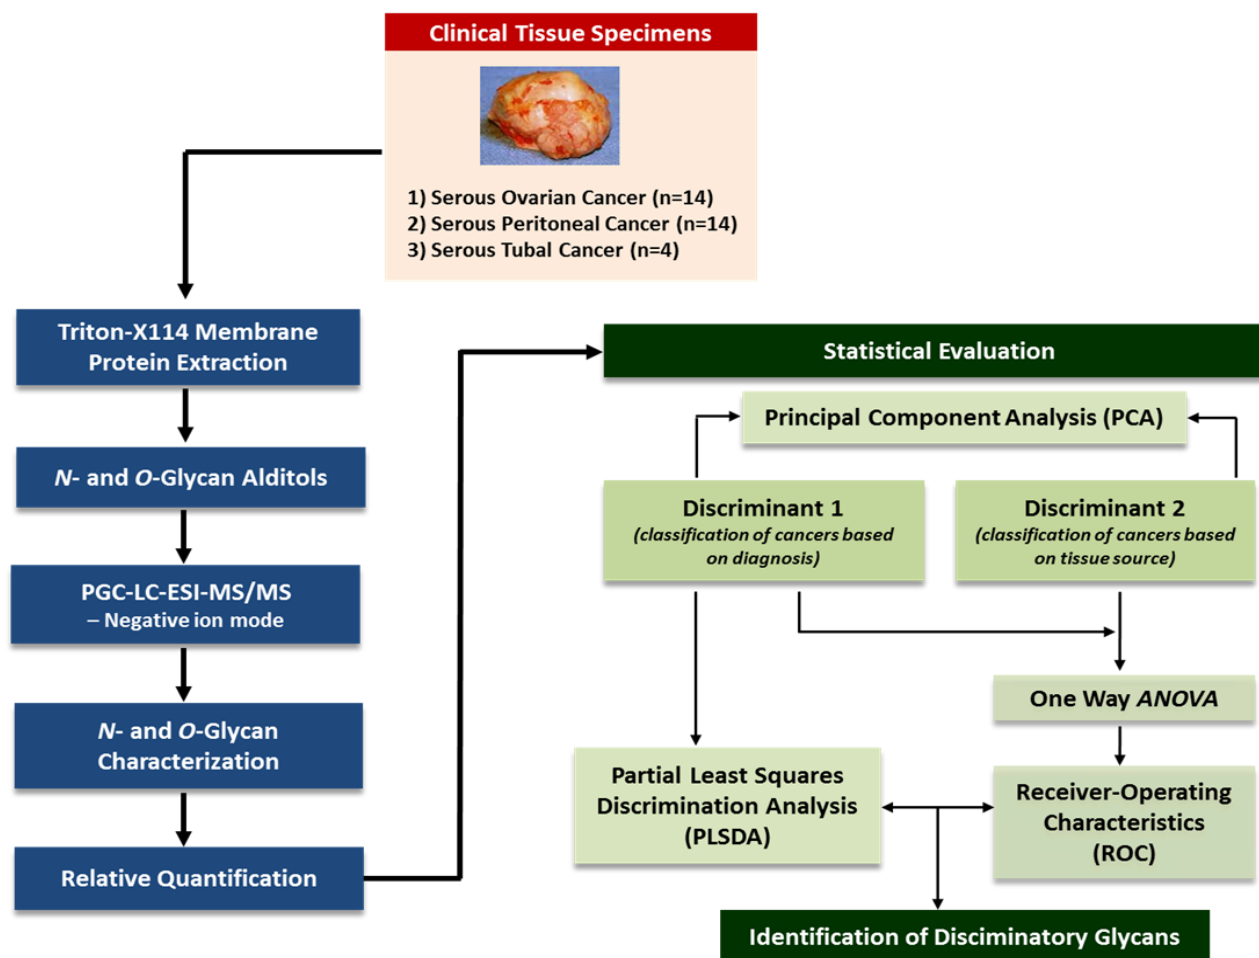 Clinical Tissue Specimens
1) Serous Ovarian Cancer (n=14)
2) Serous Peritoneal Cancer (n=14)
3) Serous Tubal Cancer (n=4)
Triton-X114 Membrane
Protein Extraction
N- and O-Glycan Alditols
PGC-LC-ESI-MS/MS
– Negative ion mode
N- and O-Glycan
Characterization
Relative Quantification
Statistical Evaluation
Principal Component Analysis (PCA)
Discriminant 1
(classification of cancers based
on diagnosis)
Discriminant 2
(classification of cancers based
on tissue source)
One Way ANOVA
Partial Least Squares
Discrimination Analysis
(PLSDA)
Receiver-Operating
Characteristics
(ROC)
Identification of Disciminatory Glycans